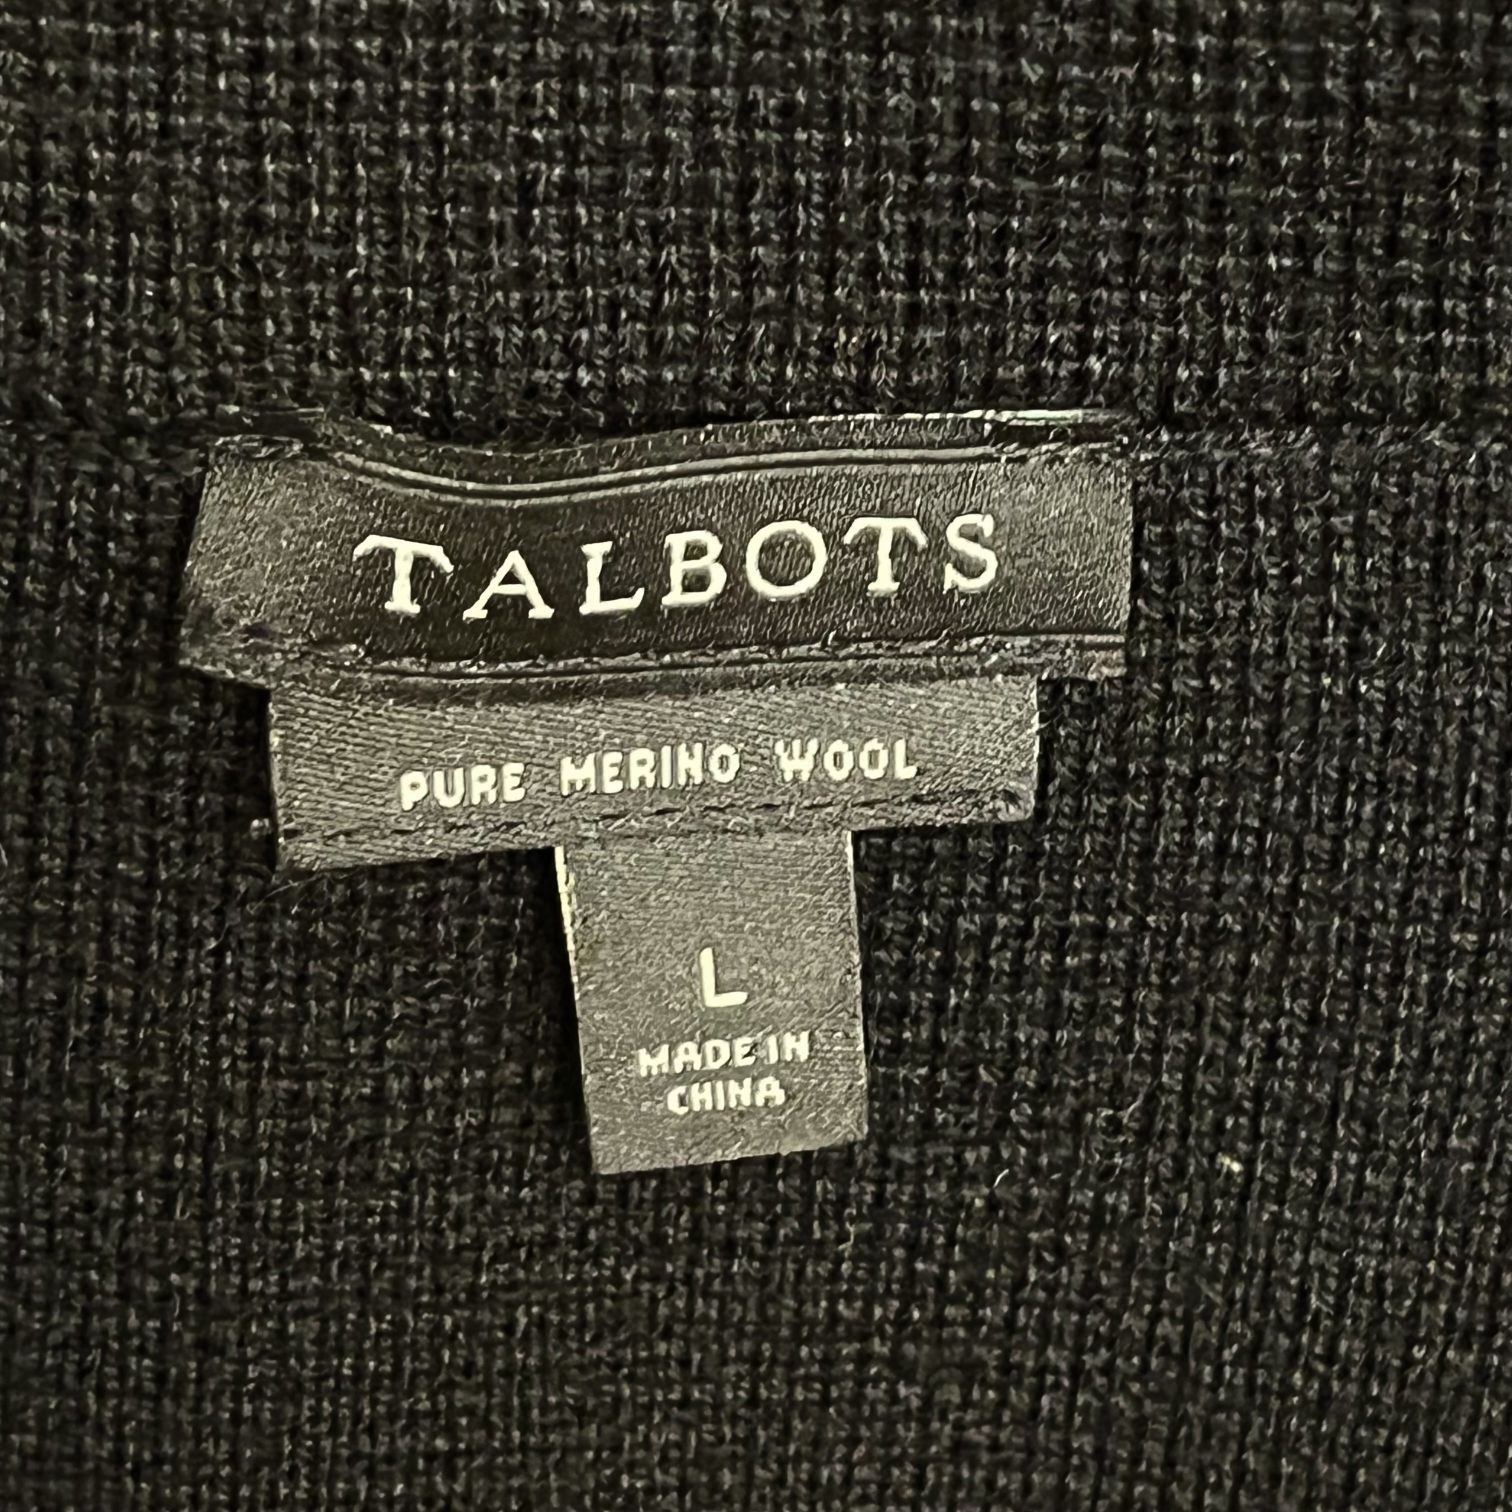 TALBOTS
PURE MERINO WOOL
L
MADE IN
CHINA